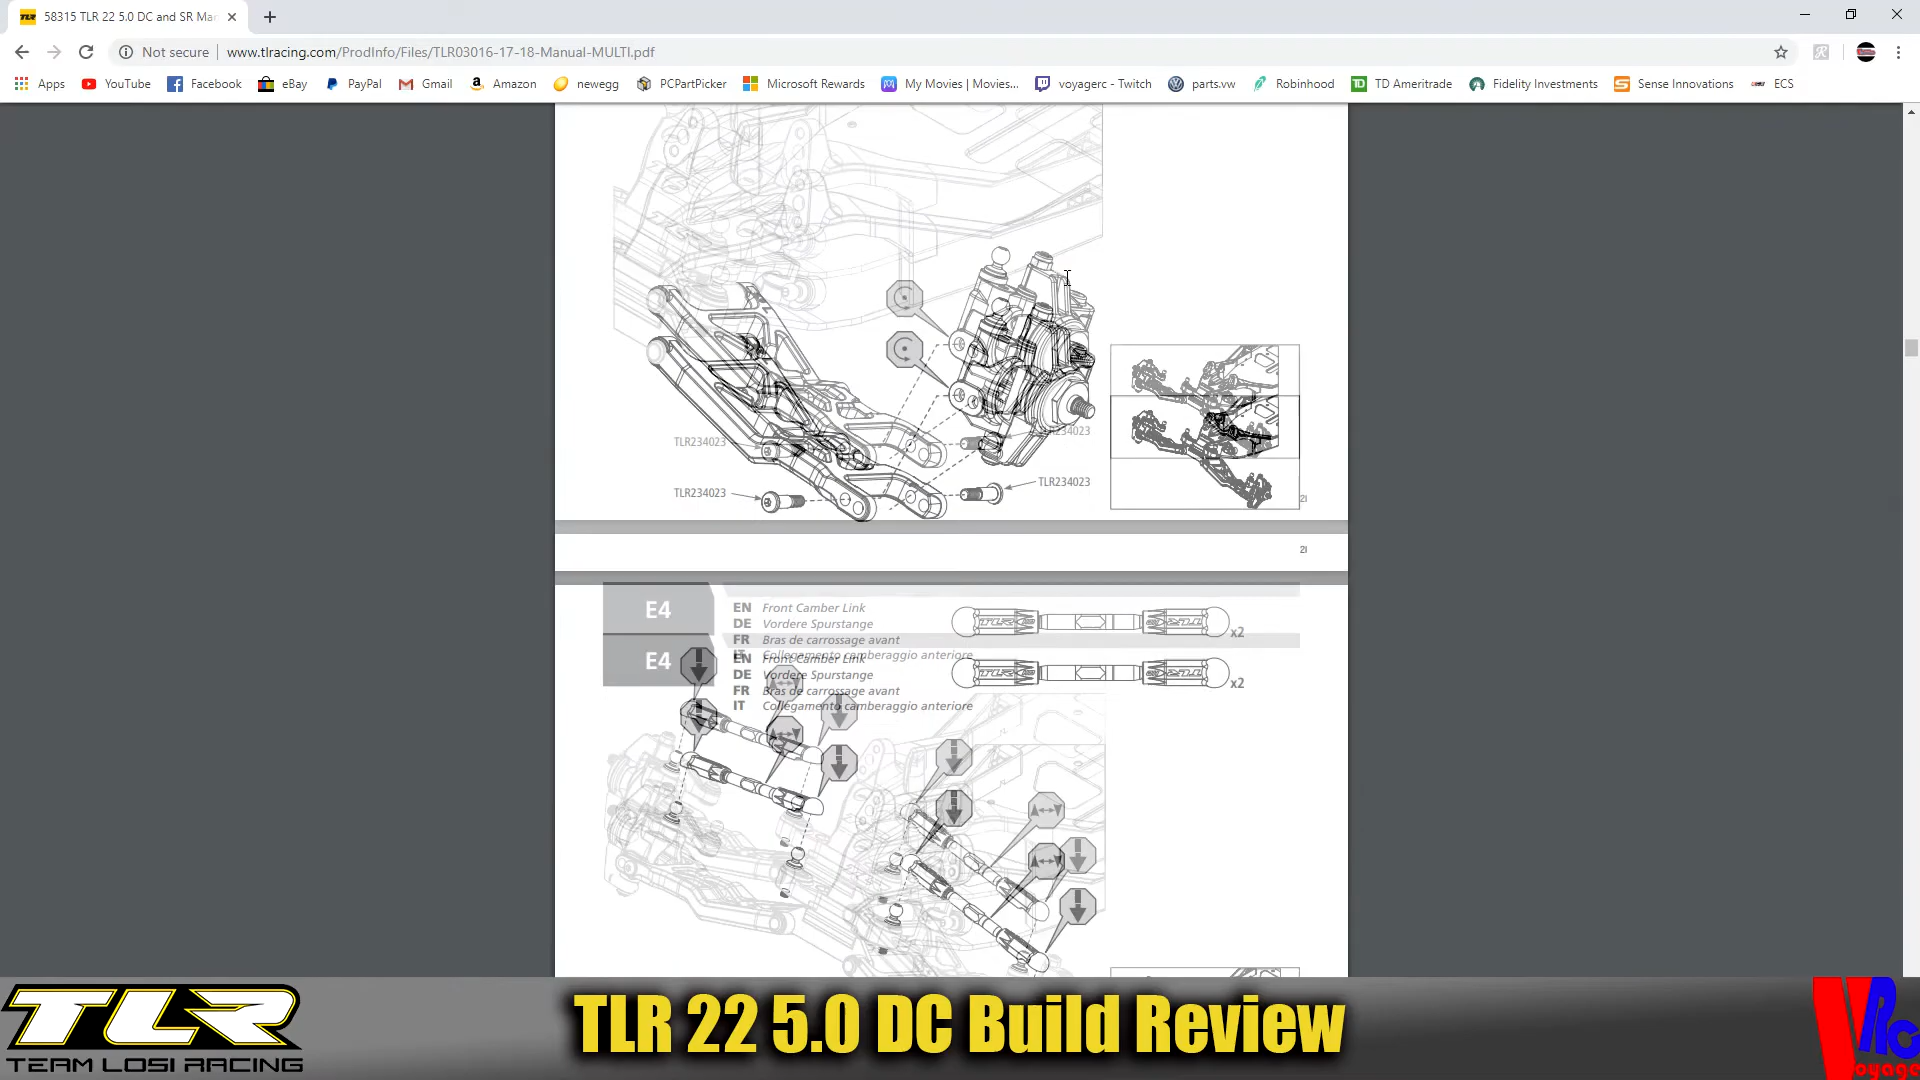 58315 TLR 22 5.0 DC and SR Mar
Not secure www.tlracing.com/ProdInfo/Files/TLR03016-17-18-Manual-MULTI.pdf
Apps YouTube Facebook eBay PayPal Gmail Amazon newegg PCPartPicker Microsoft Rewards My Movies | Movies... voyagerc - Twitch parts.vw Robinhood TD Ameritrade Fidelity Investments Sense Innovations ECS
TLR234023
TLR234023
TLR234023
21
21
E4
EN Front Camber Link
DE Vordere Spurstange
FR Bras de carrossage avant
IT Collegamento camberaggio anteriore
x2
E4
EN Front Camber Link
DE Vordere Spurstange
FR Bras de carrossage avant
IT Collegamento camberaggio anteriore
x2
TLR
TEAM LOSI RACING
TLR 22 5.0 DC Build Review
VRC
Voyage